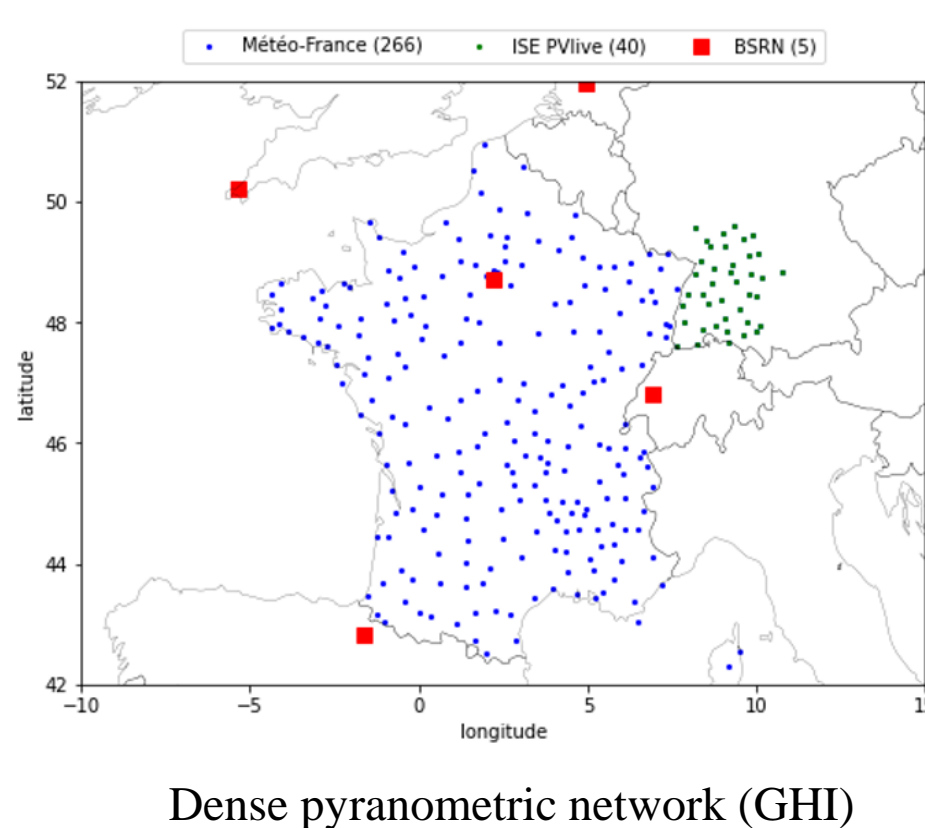 Météo-France (266) ISE PVlive (40) BSRN (5)
52
50
48
46
44
42
latitude
−10 −5 0 5 10 15
longitude
Dense pyranometric network (GHI)